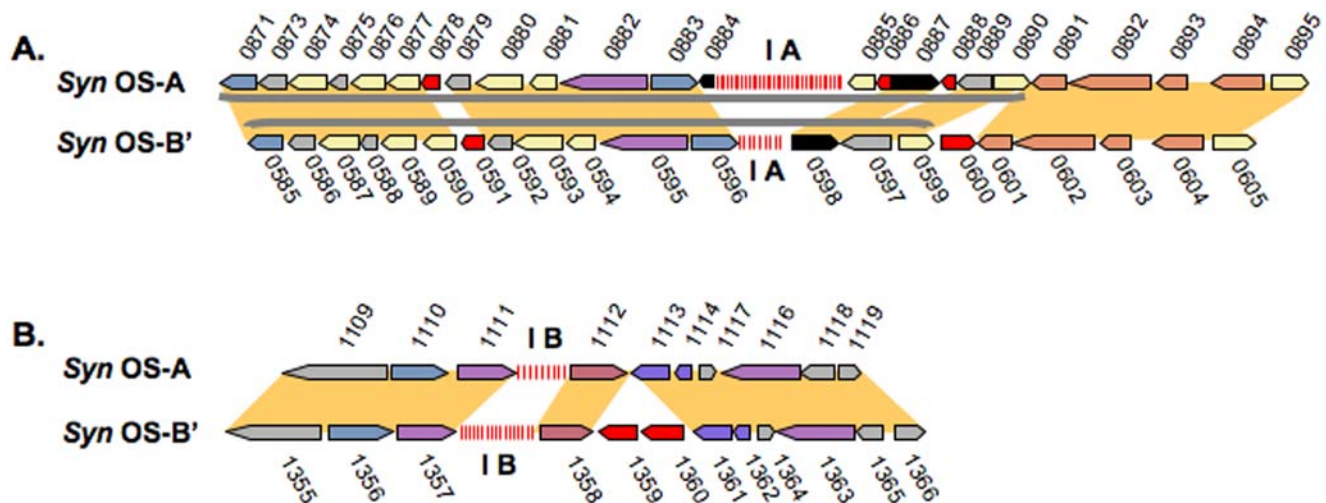 A.
0871 0873 0874 0875 0876 0877 0878 0879 0880 0881 0882 0883 0884 I A 0885 0886 0887 0888 0889 0890 0891 0892 0893 0894 0895
Syn OS-A
Syn OS-B'
0585 0586 0587 0588 0589 0590 0591 0592 0593 0594 0595 0596 I A 0598 0597 0599 0600 0601 0602 0603 0604 0605
B.
1109 1110 1111 I B 1112 1113 1114 1117 1116 1118 1119
Syn OS-A
Syn OS-B'
1355 1356 1357 I B 1358 1359 1360 1361 1362 1364 1363 1365 1366